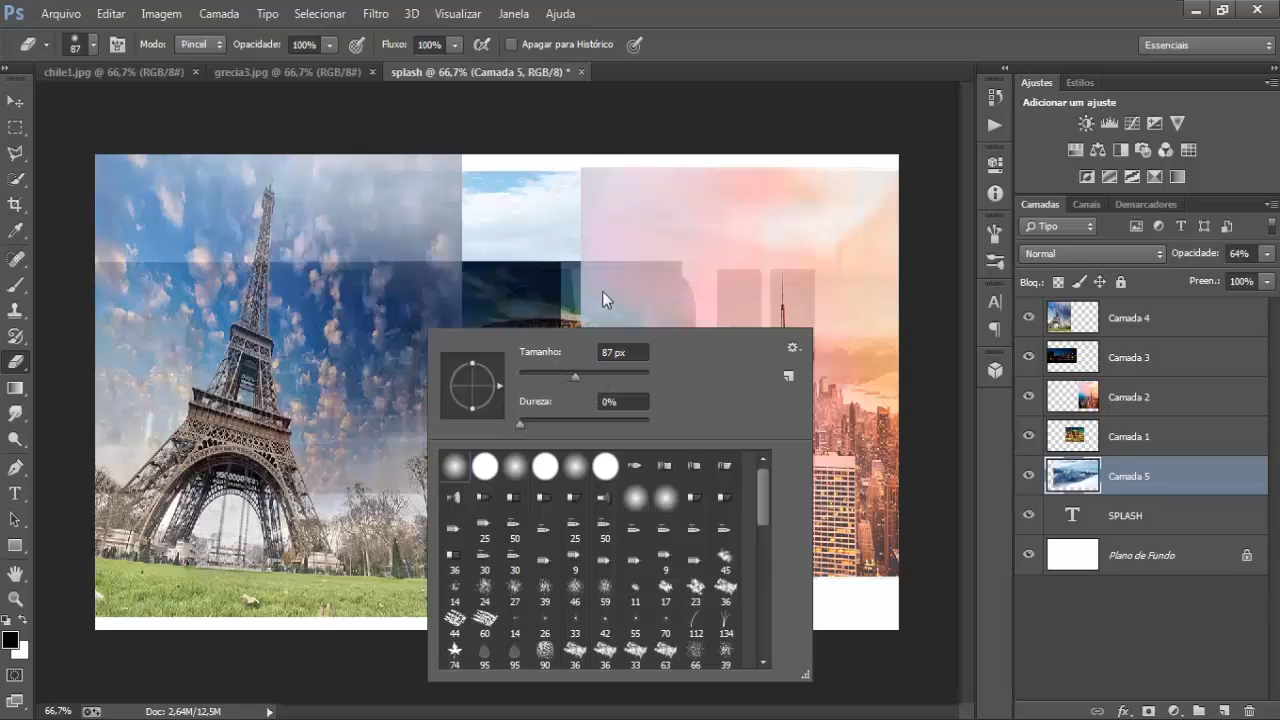 Ps Arquivo Editar Imagem Camada Tipo Selecionar Filtro 3D Visualizar Janela Ajuda
87 Modo: Pincel Opacidade: 100% Fluxo: 100% Apagar para Histórico Essenciais
chile1.jpg @ 66,7% (RGB/8#) × grecia3.jpg @ 66,7% (RGB/8#) × splash @ 66,7% (Camada 5, RGB/8) * ×
Ajustes Estilos
Adicionar um ajuste
Camadas Canais Demarcadores
Tipo
Normal Opacidade: 64%
Bloq.: Preen.: 100%
Camada 4
Camada 3
Camada 2
Camada 1
Camada 5
T SPLASH
Plano de Fundo
Tamanho: 87 px
Dureza: 0%
25 50 25 50
36 30 30 9 9 45
14 24 27 39 46 59 11 17 23 36
44 60 14 26 33 42 55 70 112 134
74 95 95 90 36 36 33 63 66 39
66,7% Doc: 2,64M/12,5M